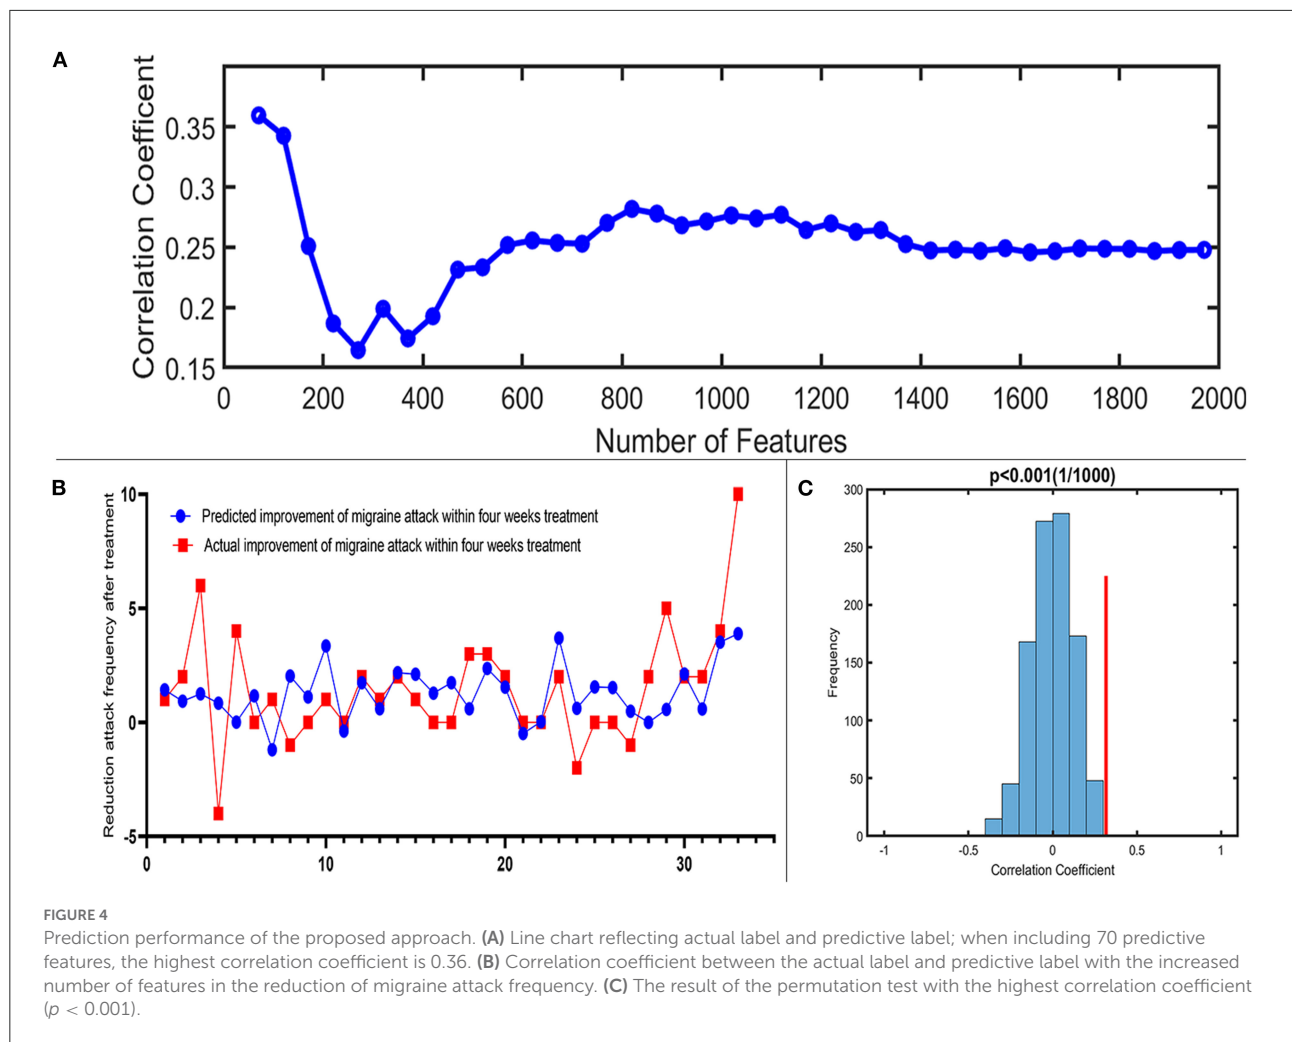 A
Correlation Coefficent
0.35
0.3
0.25
0.2
0.15
0 200 400 600 800 1000 1200 1400 1600 1800 2000
Number of Features
B
Reduction attack frequency after treatment
10
5
0
-5
Predicted improvement of migraine attack within four weeks treatment
Actual improvement of migraine attack within four weeks treatment
0 10 20 30
C
p<0.001(1/1000)
Frequency
300
250
200
150
100
50
0
-1 -0.5 0 0.5 1
Correlation Coefficient
FIGURE 4
Prediction performance of the proposed approach. (A) Line chart reflecting actual label and predictive label; when including 70 predictive
features, the highest correlation coefficient is 0.36. (B) Correlation coefficient between the actual label and predictive label with the increased
number of features in the reduction of migraine attack frequency. (C) The result of the permutation test with the highest correlation coefficient
(p < 0.001).